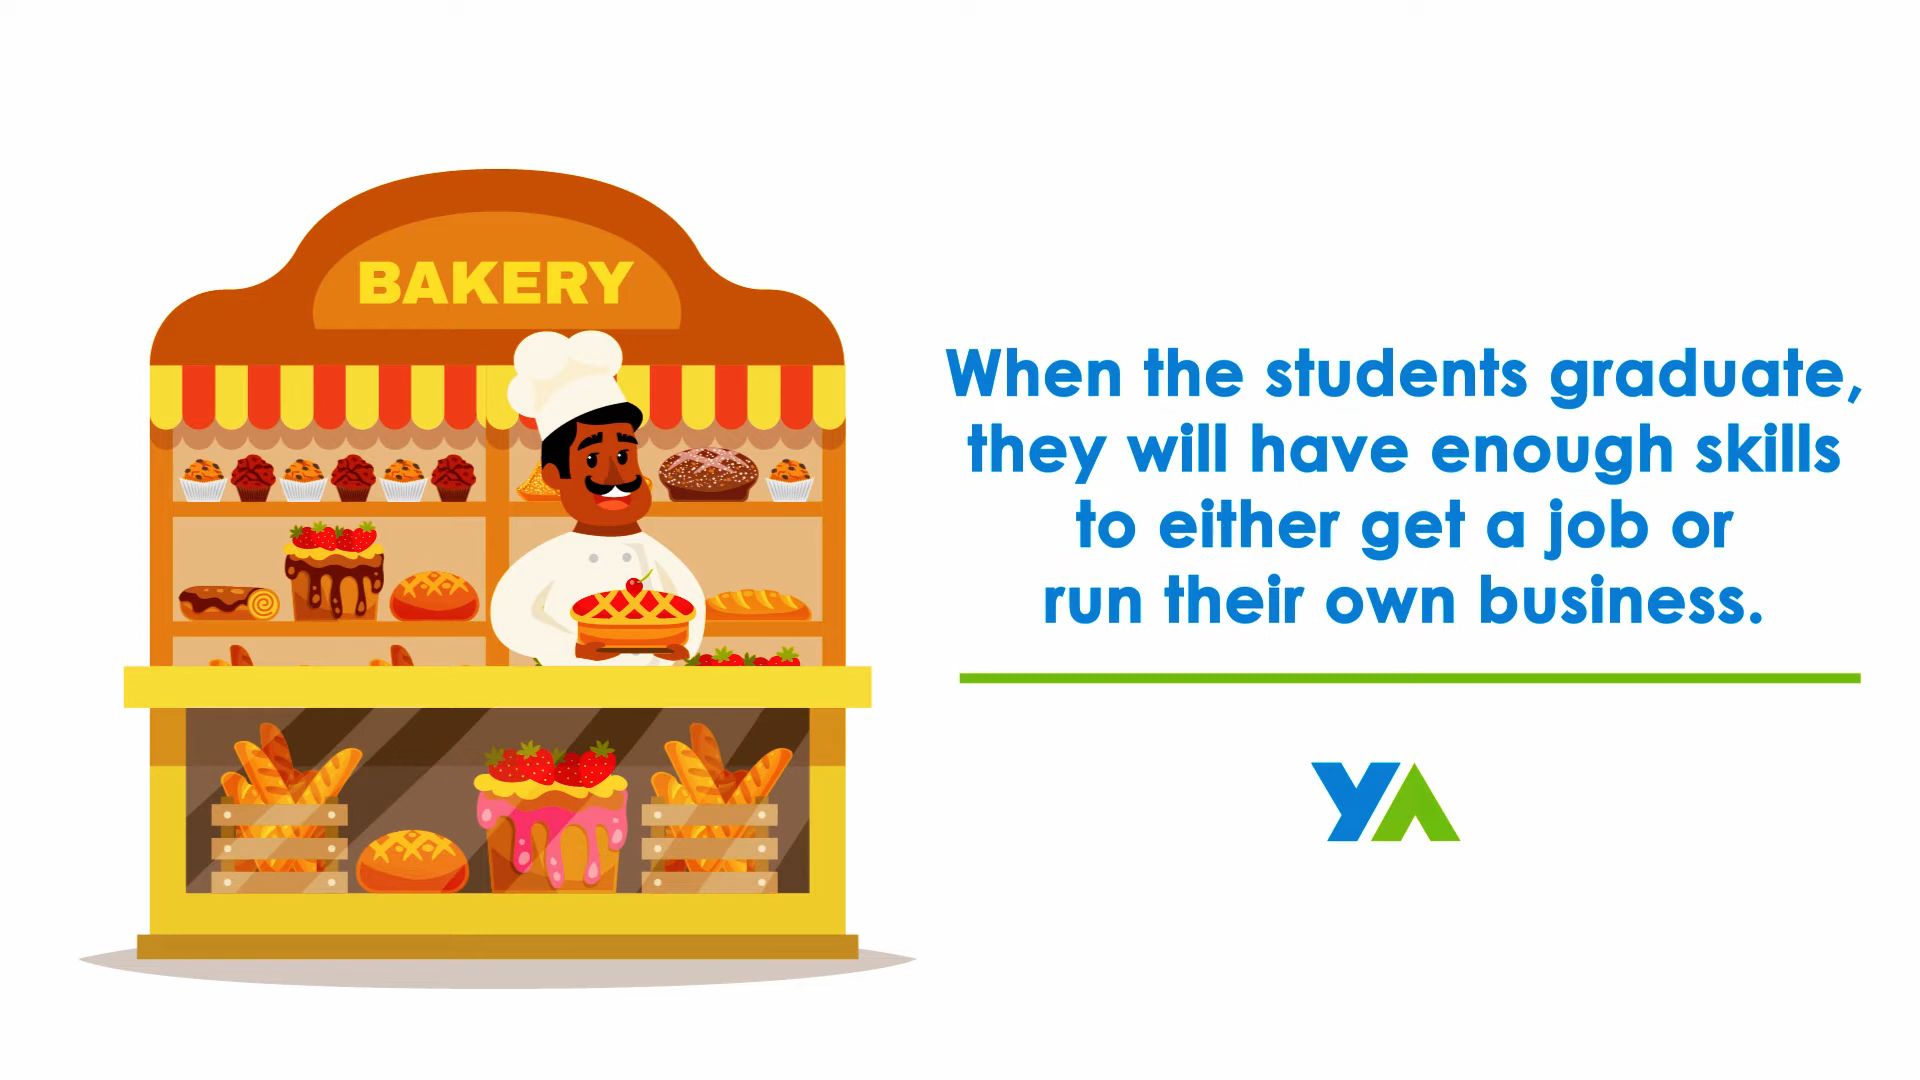 BAKERY
When the students graduate,
they will have enough skills
to either get a job or
run their own business.
YA